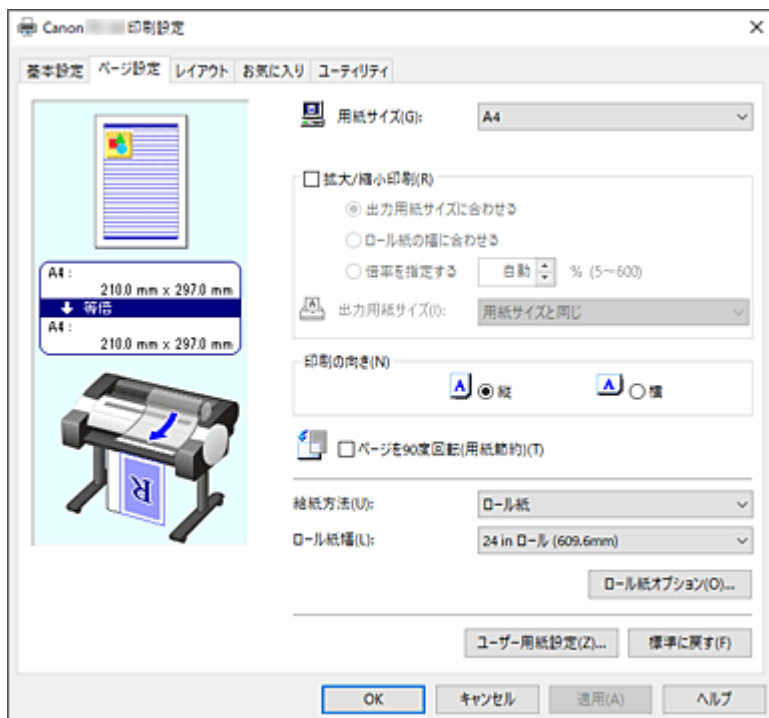 Canon 印刷設定
基本設定 ページ設定 レイアウト お気に入り ユーティリティ
用紙サイズ(G): A4
拡大/縮小印刷(R)
出力用紙サイズに合わせる
ロール紙の幅に合わせる
倍率を指定する 自動 % (5～600)
出力用紙サイズ(I): 用紙サイズと同じ
A4 :
210.0 mm x 297.0 mm
等倍
A4 :
210.0 mm x 297.0 mm
印刷の向き(N)
A 縦 A 横
ページを90度回転(用紙節約)(T)
R
給紙方法(U): ロール紙
ロール紙幅(L): 24 in ロール (609.6mm)
ロール紙オプション(O)...
ユーザー用紙設定(Z)... 標準に戻す(F)
OK キャンセル 適用(A) ヘルプ